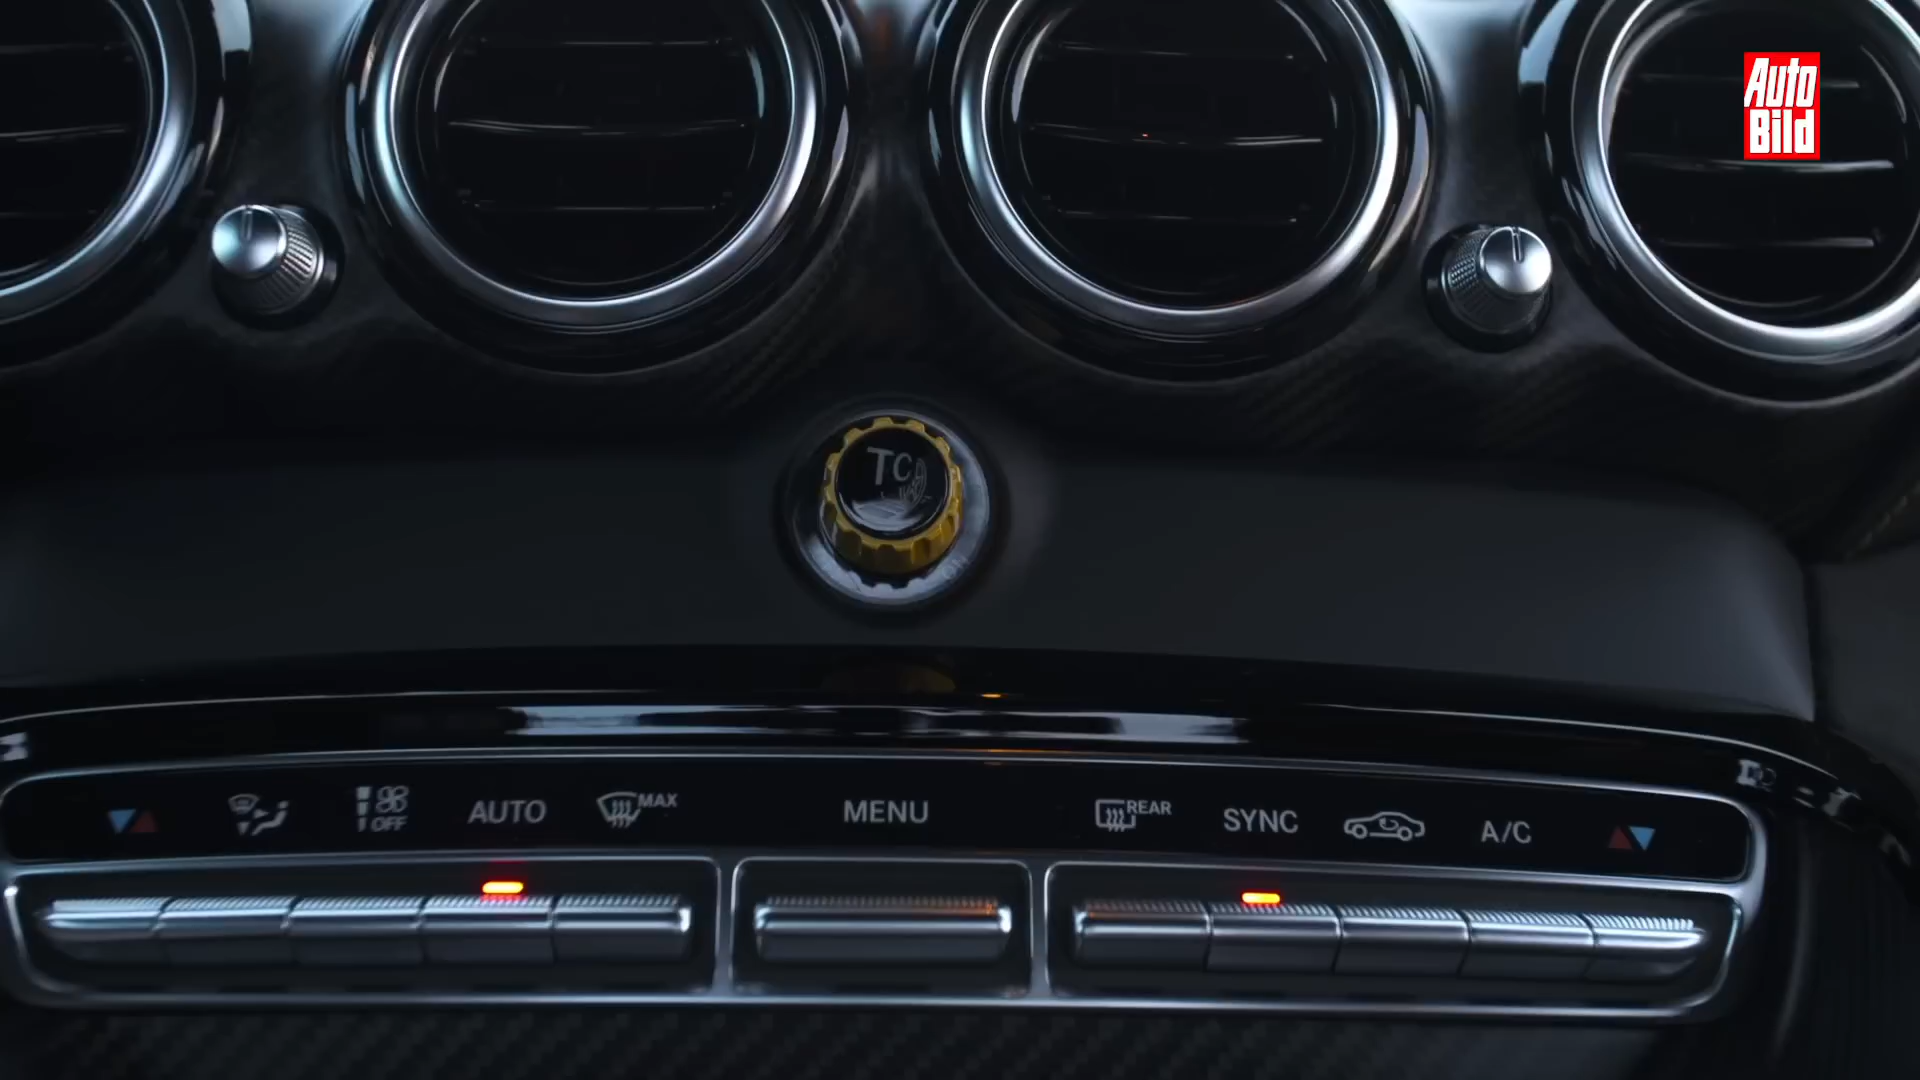 Auto
Bild
TC
OFF
AUTO
MAX
MENU
REAR
SYNC
A/C